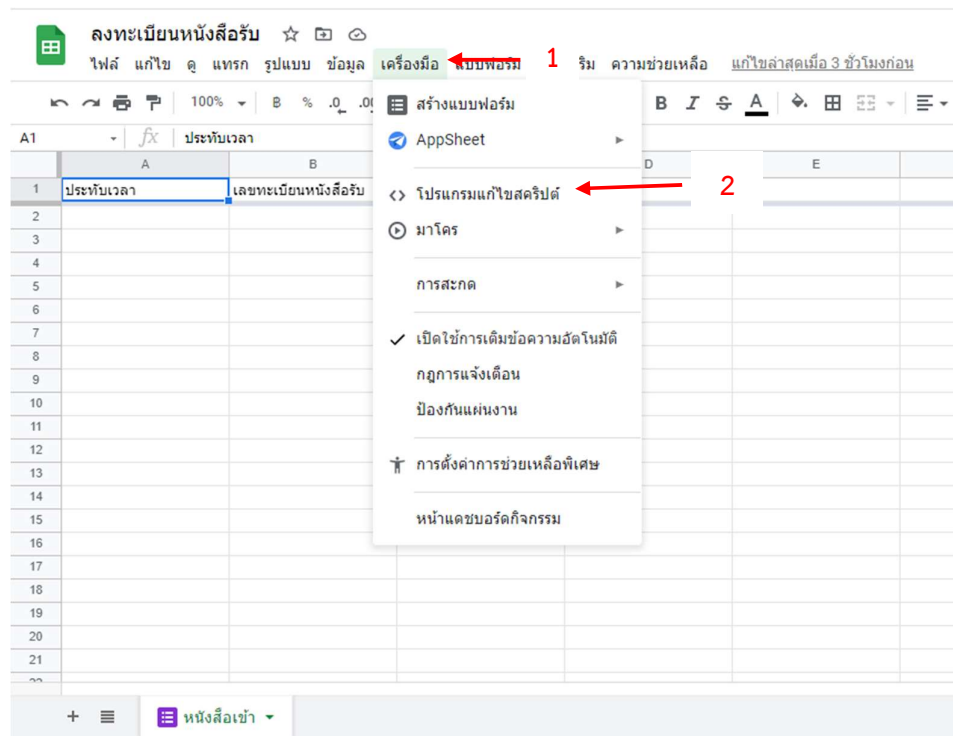 ลงทะเบียนหนังสือรับ
ไฟล์ แก้ไข ดู แทรก รูปแบบ ข้อมูล เครื่องมือ แบบฟอร์ม 1 ริม ความช่วยเหลือ แก้ไขล่าสุดเมื่อ 3 ชั่วโมงก่อน
100% B % .0 .00 B I S A
A1 fx ประทับเวลา
A B D E
1 ประทับเวลา เลขทะเบียนหนังสือรับ
2
3
4
5
6
7
8
9
10
11
12
13
14
15
16
17
18
19
20
21
22
สร้างแบบฟอร์ม
AppSheet
โปรแกรมแก้ไขสคริปต์ 2
มาโคร
การสะกด
เปิดใช้การเติมข้อความอัตโนมัติ
กฎการแจ้งเตือน
ป้องกันแผ่นงาน
การตั้งค่าการช่วยเหลือพิเศษ
หน้าแดชบอร์ดกิจกรรม
หนังสือเข้า